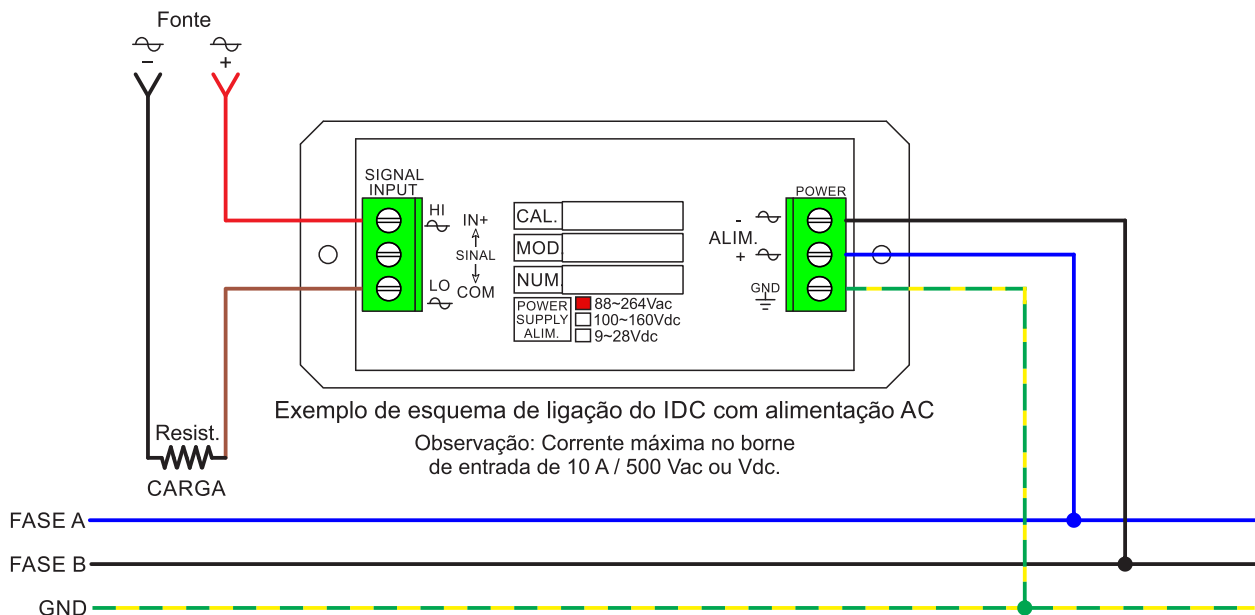 Fonte
- +
SIGNAL
INPUT
HI
IN+
SINAL
LO
COM
CAL.
MOD.
NUM.
POWER
SUPPLY
ALIM.
88~264Vac
100~160Vdc
9~28Vdc
POWER
-
ALIM.
+
GND
Exemplo de esquema de ligação do IDC com alimentação AC
Observação: Corrente máxima no borne
de entrada de 10 A / 500 Vac ou Vdc.
Resist.
CARGA
FASE A
FASE B
GND